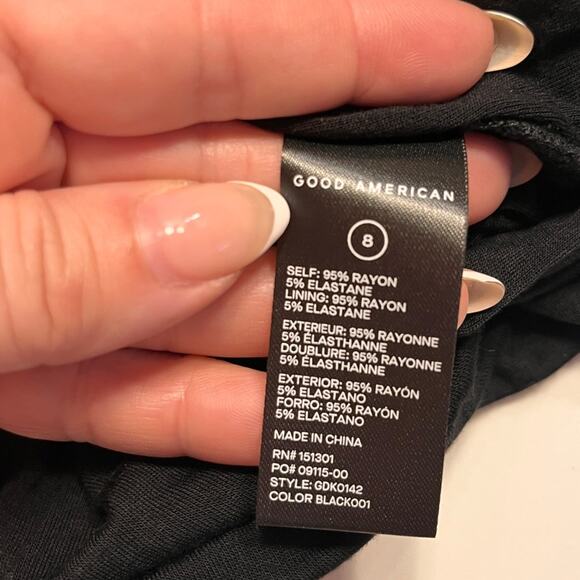 GOOD AMERICAN
8
SELF: 95% RAYON
5% ELASTANE
LINING: 95% RAYON
5% ELASTANE
EXTERIEUR: 95% RAYONNE
5% ÉLASTHANNE
DOUBLURE: 95% RAYONNE
5% ÉLASTHANNE
EXTERIOR: 95% RAYÓN
5% ELASTANO
FORRO: 95% RAYÓN
5% ELASTANO
MADE IN CHINA
RN# 151301
PO# 09115-00
STYLE: GDK0142
COLOR BLACK001